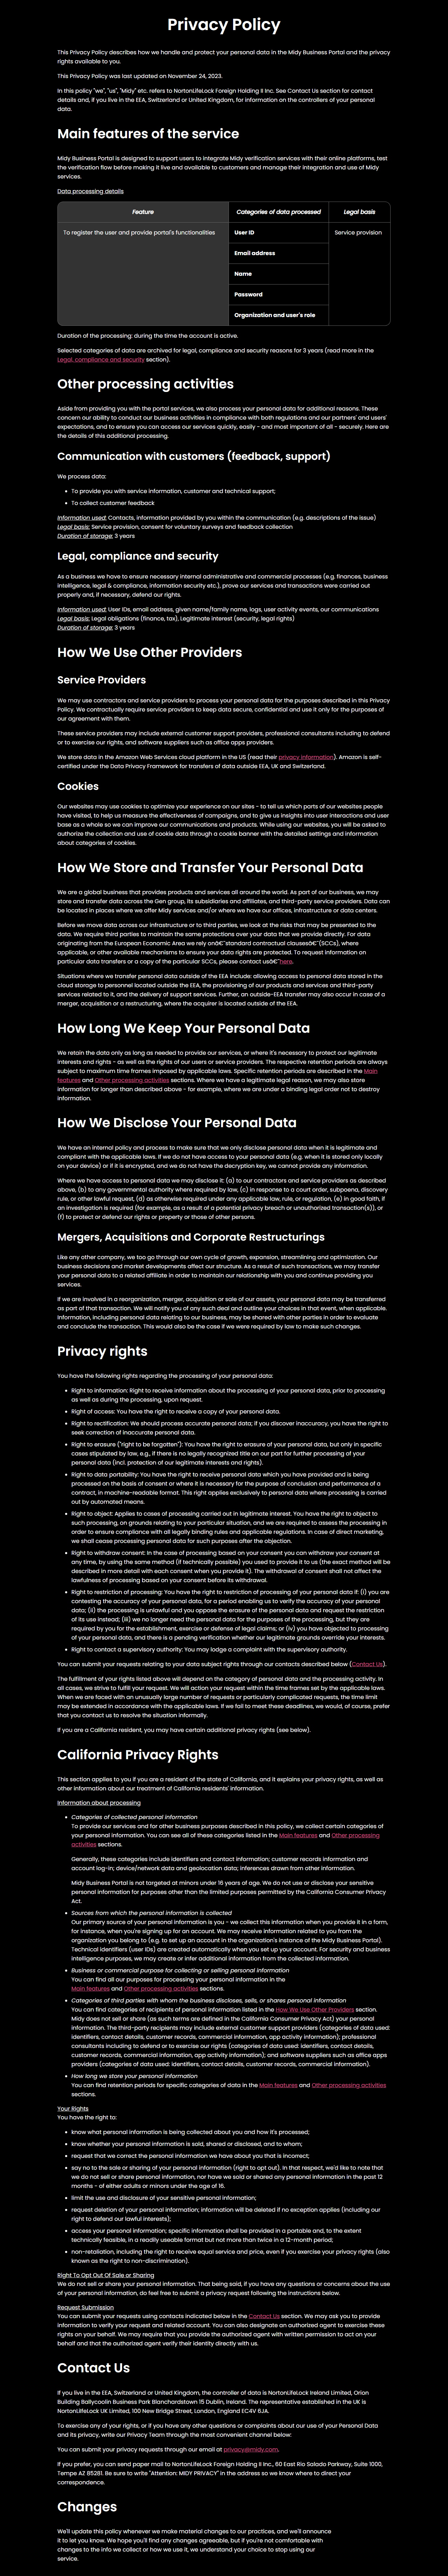 Privacy Policy
This Privacy Policy describes how we handle and protect your personal data in the Midy Business Portal and the privacy
rights available to you.
This Privacy Policy was last updated on November 24, 2023.
In this policy "we", "us", "Midy" etc. refers to NortonLifeLock Foreign Holding II Inc. See Contact Us section for contact
details and, if you live in the EEA, Switzerland or United Kingdom, for information on the controllers of your personal
data.
Main features of the service
Midy Business Portal is designed to support users to integrate Midy verification services with their online platforms, test
the verification flow before making it live and available to customers and manage their integration and use of Midy
services.
Data processing details
Feature Categories of data processed Legal basis
To register the user and provide portal's functionalities User ID Service provision
Email address
Name
Password
Organization and user's role
Duration of the processing: during the time the account is active.
Selected categories of data are archived for legal, compliance and security reasons for 3 years (read more in the
Legal, compliance and security section).
Other processing activities
Aside from providing you with the portal services, we also process your personal data for additional reasons. These
concern our ability to conduct our business activities in compliance with both regulations and our partners' and users'
expectations, and to ensure you can access our services quickly, easily - and most important of all - securely. Here are
the details of this additional processing.
Communication with customers (feedback, support)
We process data:
• To provide you with service information, customer and technical support;
• To collect customer feedback
Information used: Contacts, information provided by you within the communication (e.g. descriptions of the issue)
Legal basis: Service provision, consent for voluntary surveys and feedback collection
Duration of storage: 3 years
Legal, compliance and security
As a business we have to ensure necessary internal administrative and commercial processes (e.g. finances, business
intelligence, legal & compliance, information security etc.), prove our services and transactions were carried out
properly and, if necessary, defend our rights.
Information used: User IDs, email address, given name/family name, logs, user activity events, our communications
Legal basis: Legal obligations (finance, tax), Legitimate interest (security, legal rights)
Duration of storage: 3 years
How We Use Other Providers
Service Providers
We may use contractors and service providers to process your personal data for the purposes described in this Privacy
Policy. We contractually require service providers to keep data secure, confidential and use it only for the purposes of
our agreement with them.
These service providers may include external customer support providers, professional consultants including to defend
or to exercise our rights, and software suppliers such as office apps providers.
We store data in the Amazon Web Services cloud platform in the US (read their privacy information). Amazon is self-
certified under the Data Privacy Framework for transfers of data outside EEA, UK and Switzerland.
Cookies
Our websites may use cookies to optimize your experience on our sites - to tell us which parts of our websites people
have visited, to help us measure the effectiveness of campaigns, and to give us insights into user interactions and user
base as a whole so we can improve our communications and products. While using our websites, you will be asked to
authorize the collection and use of cookie data through a cookie banner with the detailed settings and information
about categories of cookies.
How We Store and Transfer Your Personal Data
We are a global business that provides products and services all around the world. As part of our business, we may
store and transfer data across the Gen group, its subsidiaries and affiliates, and third-party service providers. Data can
be located in places where we offer Midy services and/or where we have our offices, infrastructure or data centers.
Before we move data across our infrastructure or to third parties, we look at the risks that may be presented to the
data. We require third parties to maintain the same protections over your data that we provide directly. For data
originating from the European Economic Area we rely onâ€˜standard contractual clausesâ€™(SCCs), where
applicable, or other available mechanisms to ensure your data rights are protected. To request information on
particular data transfers or a copy of the particular SCCs, please contact usâ€¯here.
Situations where we transfer personal data outside of the EEA include: allowing access to personal data stored in the
cloud storage to personnel located outside the EEA, the provisioning of our products and services and third-party
services related to it, and the delivery of support services. Further, an outside-EEA transfer may also occur in case of a
merger, acquisition or a restructuring, where the acquirer is located outside of the EEA.
How Long We Keep Your Personal Data
We retain the data only as long as needed to provide our services, or where it's necessary to protect our legitimate
interests and rights - as well as the rights of our users or service providers. The respective retention periods are always
subject to maximum time frames imposed by applicable laws. Specific retention periods are described in the Main
features and Other processing activities sections. Where we have a legitimate legal reason, we may also store
information for longer than described above - for example, where we are under a binding legal order not to destroy
information.
How We Disclose Your Personal Data
We have an internal policy and process to make sure that we only disclose personal data when it is legitimate and
compliant with the applicable laws. If we do not have access to your personal data (e.g. when it is stored only locally
on your device) or if it is encrypted, and we do not have the decryption key, we cannot provide any information.
Where we have access to personal data we may disclose it: (a) to our contractors and service providers as described
above, (b) to any governmental authority where required by law, (c) in response to a court order, subpoena, discovery
rule, or other lawful request, (d) as otherwise required under any applicable law, rule, or regulation, (e) in good faith, if
an investigation is required (for example, as a result of a potential privacy breach or unauthorized transaction(s)), or
(f) to protect or defend our rights or property or those of other persons.
Mergers, Acquisitions and Corporate Restructurings
Like any other company, we too go through our own cycle of growth, expansion, streamlining and optimization. Our
business decisions and market developments affect our structure. As a result of such transactions, we may transfer
your personal data to a related affiliate in order to maintain our relationship with you and continue providing you
services.
If we are involved in a reorganization, merger, acquisition or sale of our assets, your personal data may be transferred
as part of that transaction. We will notify you of any such deal and outline your choices in that event, when applicable.
Information, including personal data relating to our business, may be shared with other parties in order to evaluate
and conclude the transaction. This would also be the case if we were required by law to make such changes.
Privacy rights
You have the following rights regarding the processing of your personal data:
• Right to information: Right to receive information about the processing of your personal data, prior to processing
as well as during the processing, upon request.
• Right of access: You have the right to receive a copy of your personal data.
• Right to rectification: We should process accurate personal data; if you discover inaccuracy, you have the right to
seek correction of inaccurate personal data.
• Right to erasure ("right to be forgotten"): You have the right to erasure of your personal data, but only in specific
cases stipulated by law, e.g., if there is no legally recognized title on our part for further processing of your
personal data (incl. protection of our legitimate interests and rights).
• Right to data portability: You have the right to receive personal data which you have provided and is being
processed on the basis of consent or where it is necessary for the purpose of conclusion and performance of a
contract, in machine-readable format. This right applies exclusively to personal data where processing is carried
out by automated means.
• Right to object: Applies to cases of processing carried out in legitimate interest. You have the right to object to
such processing, on grounds relating to your particular situation, and we are required to assess the processing in
order to ensure compliance with all legally binding rules and applicable regulations. In case of direct marketing,
we shall cease processing personal data for such purposes after the objection.
• Right to withdraw consent: In the case of processing based on your consent you can withdraw your consent at
any time, by using the same method (if technically possible) you used to provide it to us (the exact method will be
described in more detail with each consent when you provide it). The withdrawal of consent shall not affect the
lawfulness of processing based on your consent before its withdrawal.
• Right to restriction of processing: You have the right to restriction of processing of your personal data if: (i) you are
contesting the accuracy of your personal data, for a period enabling us to verify the accuracy of your personal
data; (ii) the processing is unlawful and you oppose the erasure of the personal data and request the restriction
of its use instead; (iii) we no longer need the personal data for the purposes of the processing, but they are
required by you for the establishment, exercise or defense of legal claims; or (iv) you have objected to processing
of your personal data, and there is a pending verification whether our legitimate grounds override your interests.
• Right to contact a supervisory authority: You may lodge a complaint with the supervisory authority.
You can submit your requests relating to your data subject rights through our contacts described below (Contact Us).
The fulfillment of your rights listed above will depend on the category of personal data and the processing activity. In
all cases, we strive to fulfill your request. We will action your request within the time frames set by the applicable laws.
When we are faced with an unusually large number of requests or particularly complicated requests, the time limit
may be extended in accordance with the applicable laws. If we fail to meet these deadlines, we would, of course, prefer
that you contact us to resolve the situation informally.
If you are a California resident, you may have certain additional privacy rights (see below).
California Privacy Rights
This section applies to you if you are a resident of the state of California, and it explains your privacy rights, as well as
other information about our treatment of California residents' information.
Information about processing
• Categories of collected personal information
To provide our services and for other business purposes described in this policy, we collect certain categories of
your personal information. You can see all of these categories listed in the Main features and Other processing
activities sections.
Generally, these categories include identifiers and contact information; customer records information and
account log-in; device/network data and geolocation data; inferences drawn from other information.
Midy Business Portal is not targeted at minors under 16 years of age. We do not use or disclose your sensitive
personal information for purposes other than the limited purposes permitted by the California Consumer Privacy
Act.
• Sources from which the personal information is collected
Our primary source of your personal information is you - we collect this information when you provide it in a form,
for instance, when you're signing up for an account. We may receive information related to you from the
organization you belong to (e.g. to set up an account in the organization's instance of the Midy Business Portal).
Technical identifiers (user IDs) are created automatically when you set up your account. For security and business
intelligence purposes, we may create or infer additional information from the collected information.
• Business or commercial purpose for collecting or selling personal information
You can find all our purposes for processing your personal information in the
Main features and Other processing activities sections.
• Categories of third parties with whom the business discloses, sells, or shares personal information
You can find categories of recipients of personal information listed in the How We Use Other Providers section.
Midy does not sell or share (as such terms are defined in the California Consumer Privacy Act) your personal
information. The third-party recipients may include external customer support providers (categories of data used:
identifiers, contact details, customer records, commercial information, app activity information); professional
consultants including to defend or to exercise our rights (categories of data used: identifiers, contact details,
customer records, commercial information, app activity information); and software suppliers such as office apps
providers (categories of data used: identifiers, contact details, customer records, commercial information).
• How long we store your personal information
You can find retention periods for specific categories of data in the Main features and Other processing activities
sections.
Your Rights
You have the right to:
• know what personal information is being collected about you and how it's processed;
• know whether your personal information is sold, shared or disclosed, and to whom;
• request that we correct the personal information we have about you that is incorrect;
• say no to the sale or sharing of your personal information (right to opt out). In that respect, we'd like to note that
we do not sell or share personal information, nor have we sold or shared any personal information in the past 12
months - of either adults or minors under the age of 16.
• limit the use and disclosure of your sensitive personal information;
• request deletion of your personal information; information will be deleted if no exception applies (including our
right to defend our lawful interests);
• access your personal information; specific information shall be provided in a portable and, to the extent
technically feasible, in a readily useable format but not more than twice in a 12-month period;
• non-retaliation, including the right to receive equal service and price, even if you exercise your privacy rights (also
known as the right to non-discrimination).
Right To Opt Out Of Sale or Sharing
We do not sell or share your personal information. That being said, if you have any questions or concerns about the use
of your personal information, do feel free to submit a privacy request following the instructions below.
Request Submission
You can submit your requests using contacts indicated below in the Contact Us section. We may ask you to provide
information to verify your request and related account. You can also designate an authorized agent to exercise these
rights on your behalf. We may require that you provide the authorized agent with written permission to act on your
behalf and that the authorized agent verify their identity directly with us.
Contact Us
If you live in the EEA, Switzerland or United Kingdom, the controller of data is NortonLifeLock Ireland Limited, Orion
Building Ballycoolin Business Park Blanchardstown 15 Dublin, Ireland. The representative established in the UK is
NortonLifeLock UK Limited, 100 New Bridge Street, London, England EC4V 6JA.
To exercise any of your rights, or if you have any other questions or complaints about our use of your Personal Data
and its privacy, write our Privacy Team through the most convenient channel below:
You can submit your privacy requests through our email at privacy@midy.com.
If you prefer, you can send paper mail to NortonLifeLock Foreign Holding II Inc., 60 East Rio Salado Parkway, Suite 1000,
Tempe AZ 85281. Be sure to write "Attention: MIDY PRIVACY" in the address so we know where to direct your
correspondence.
Changes
We'll update this policy whenever we make material changes to our practices, and we'll announce
it to let you know. We hope you'll find any changes agreeable, but if you're not comfortable with
changes to the info we collect or how we use it, we understand your choice to stop using our
service.